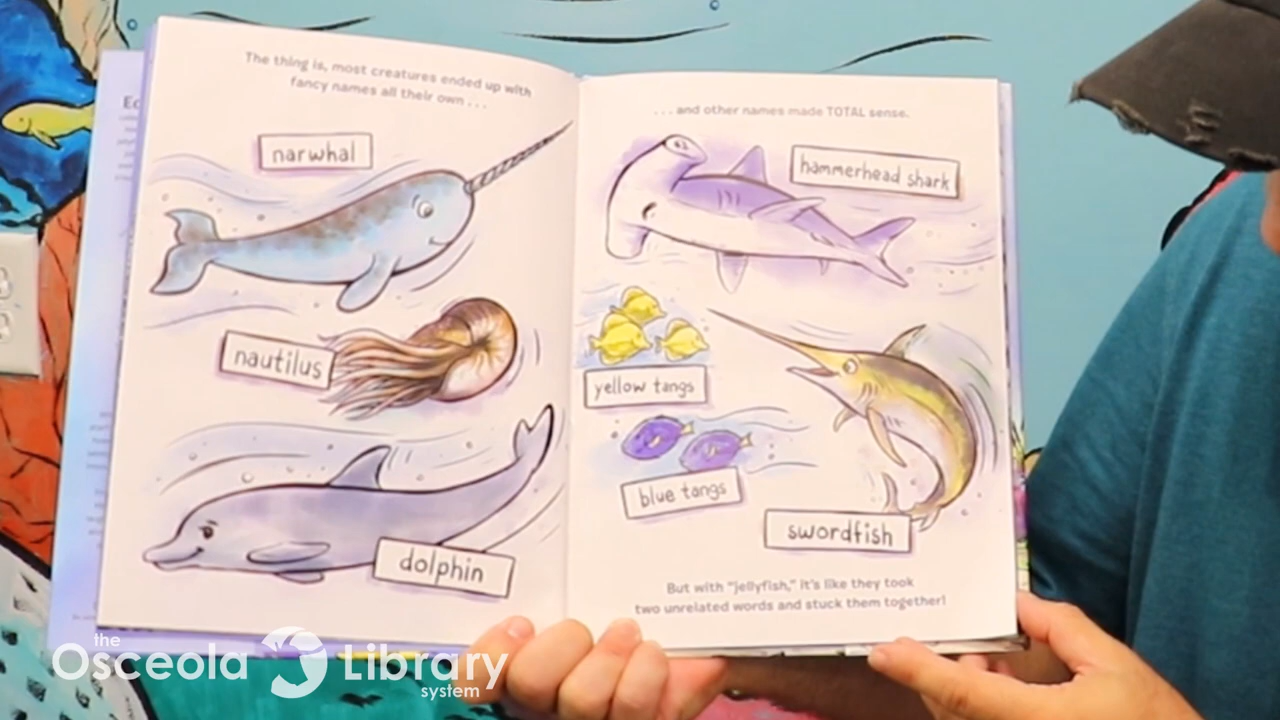 The thing is, most creatures ended up with
fancy names all their own . . .
narwhal
nautilus
dolphin
. . . and other names made TOTAL sense.
hammerhead shark
yellow tangs
blue tangs
swordfish
But with "jellyfish," it's like they took
two unrelated words and stuck them together!
the
Osceola Library
system